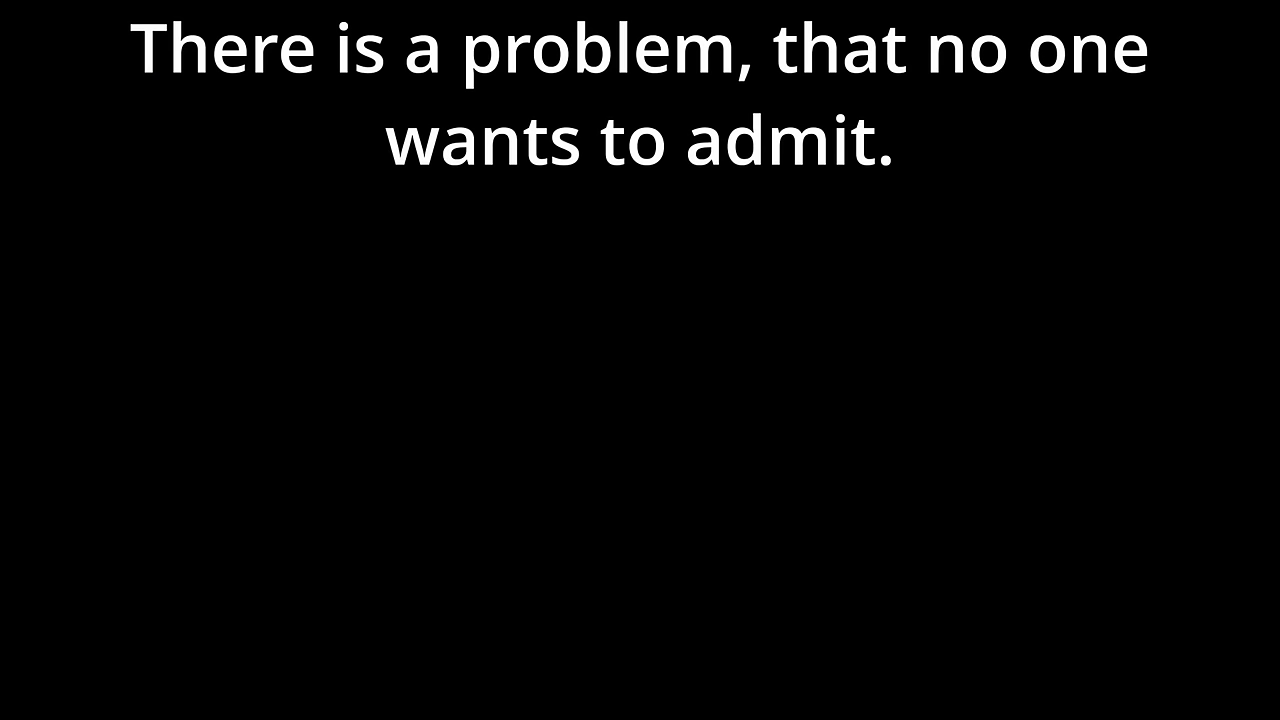 There is a problem, that no one
wants to admit.